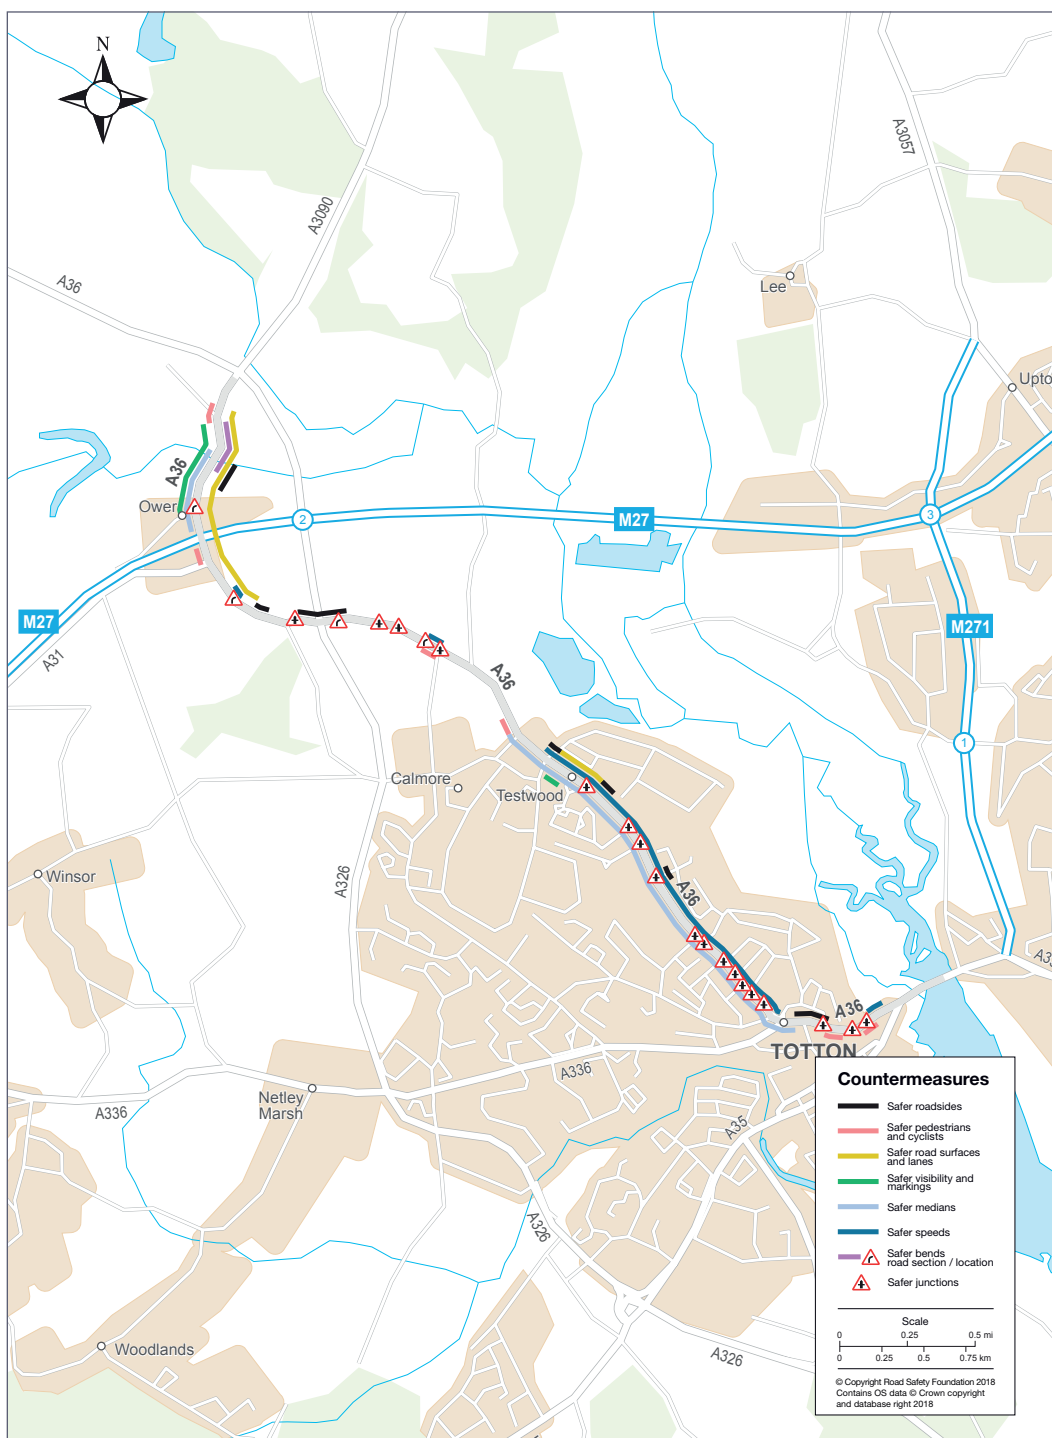 N
A3090
A3057
A36
Lee
Upto
A36
Ower
2
M27
3
M27
A31
M271
A36
1
Calmore
Testwood
A326
A36
Winsor
A36
A33
TOTTON
A336
Netley
Marsh
A336
A35
A326
Woodlands
A326
Countermeasures
Safer roadsides
Safer pedestrians
and cyclists
Safer road surfaces
and lanes
Safer visibility and
markings
Safer medians
Safer speeds
Safer bends
road section / location
Safer junctions
Scale
0 0.25 0.5 mi
0 0.25 0.5 0.75 km
© Copyright Road Safety Foundation 2018
Contains OS data © Crown copyright
and database right 2018